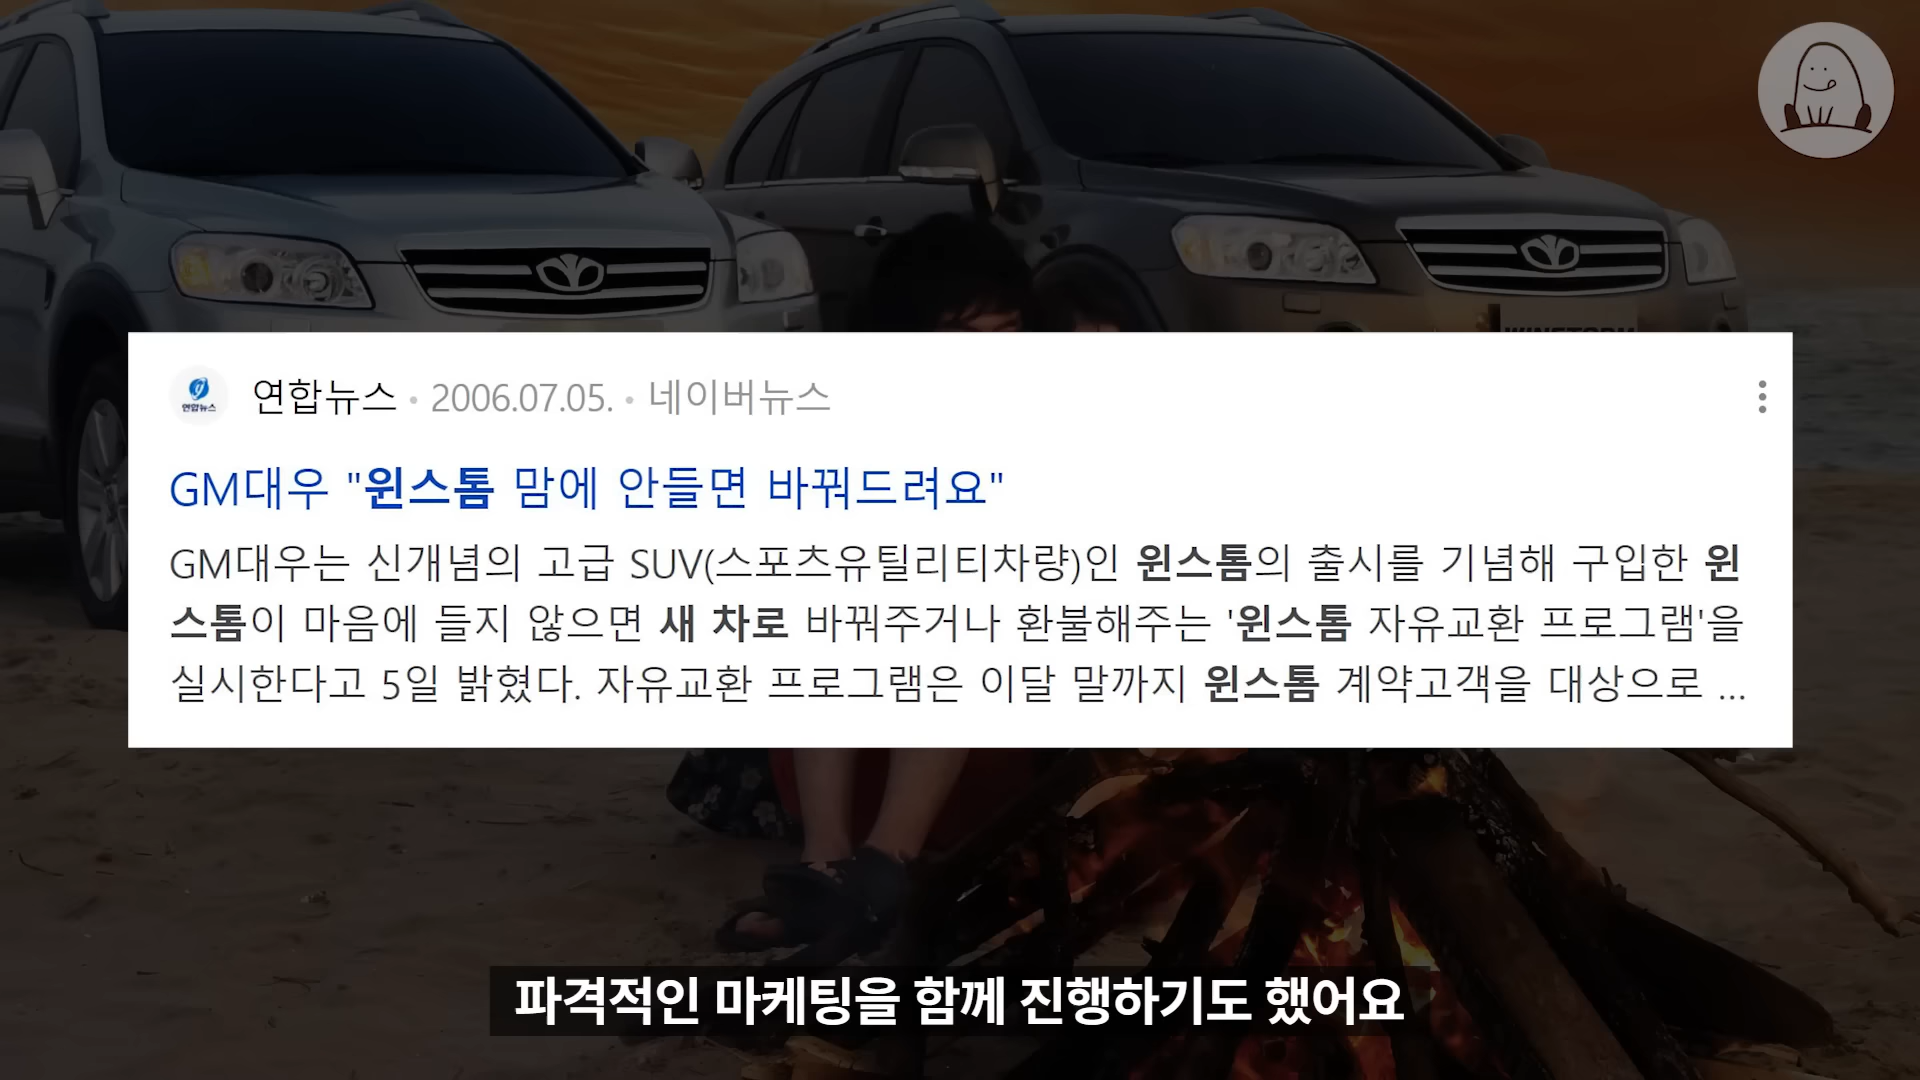 연합뉴스
연합뉴스 · 2006.07.05. · 네이버뉴스
GM대우 "윈스톰 맘에 안들면 바꿔드려요"
GM대우는 신개념의 고급 SUV(스포츠유틸리티차량)인 윈스톰의 출시를 기념해 구입한 윈
스톰이 마음에 들지 않으면 새 차로 바꿔주거나 환불해주는 '윈스톰 자유교환 프로그램'을
실시한다고 5일 밝혔다. 자유교환 프로그램은 이달 말까지 윈스톰 계약고객을 대상으로 ...
파격적인 마케팅을 함께 진행하기도 했어요